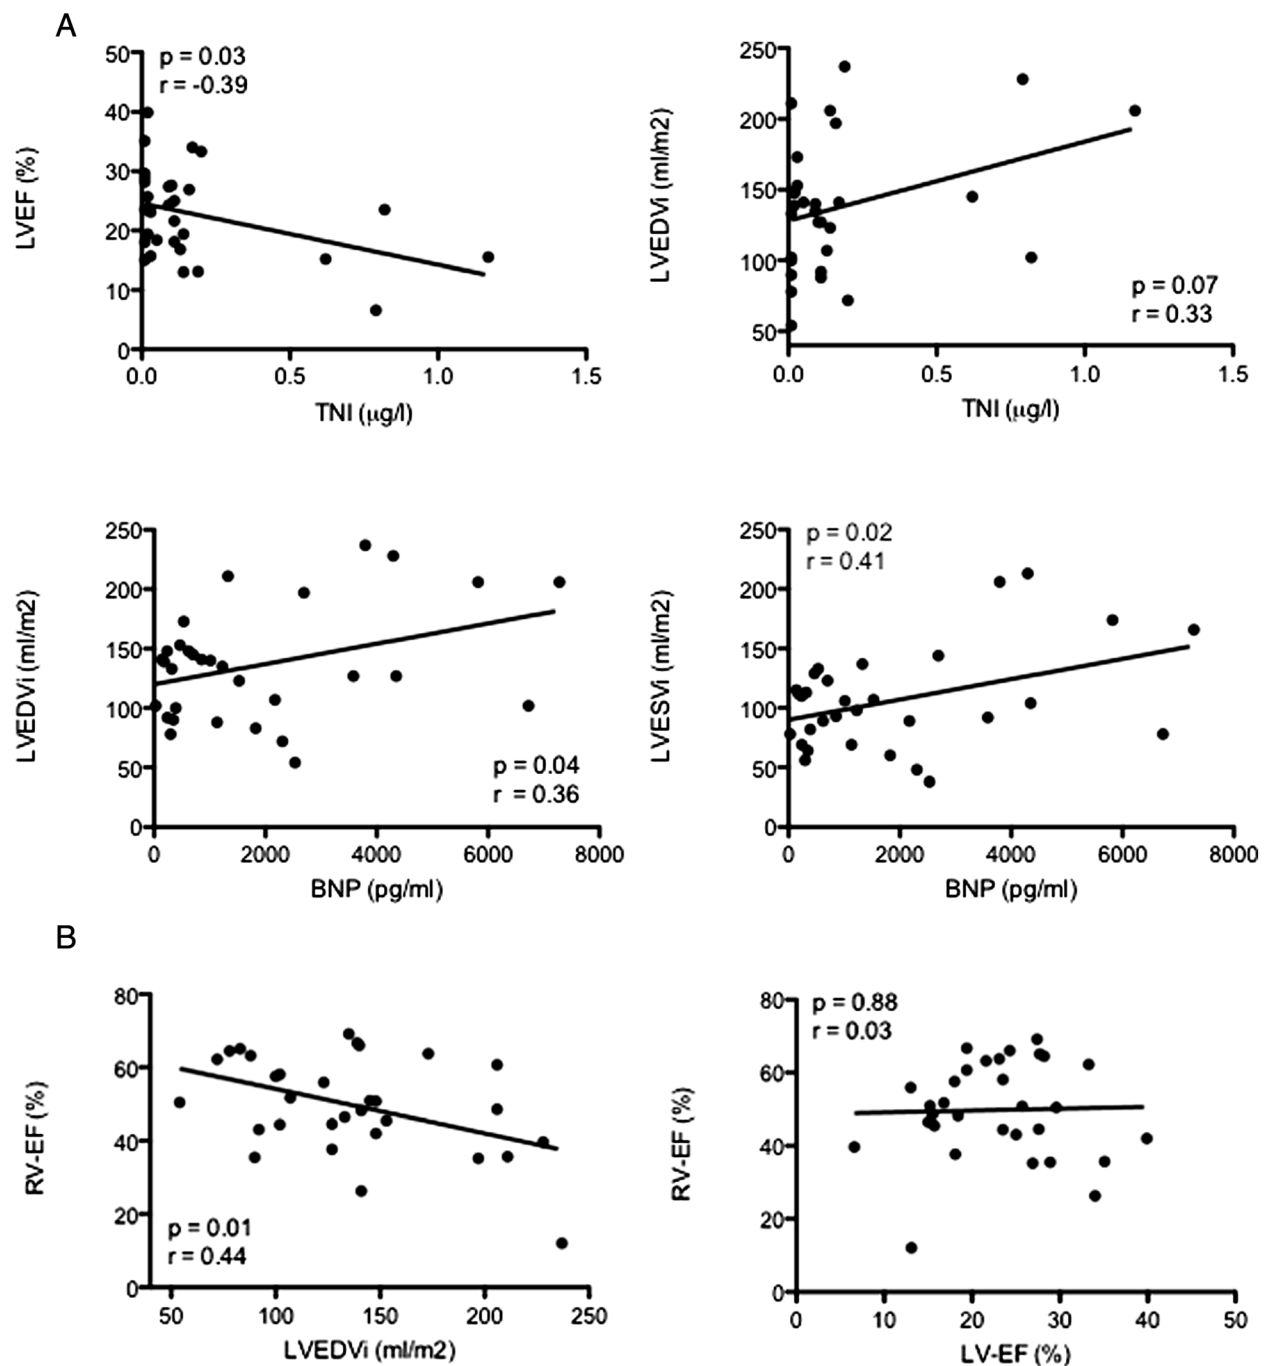 A
p = 0.03
r = -0.39
LVEF (%)
50
40
30
20
10
0
0.0 0.5 1.0 1.5
TNI (μg/l)
LVEDVi (ml/m2)
250
200
150
100
50
p = 0.07
r = 0.33
0.0 0.5 1.0 1.5
TNI (μg/l)
LVEDVi (ml/m2)
250
200
150
100
50
0
p = 0.04
r = 0.36
0 2000 4000 6000 8000
BNP (pg/ml)
p = 0.02
r = 0.41
LVESVi (ml/m2)
250
200
150
100
50
0
0 2000 4000 6000 8000
BNP (pg/ml)
B
RV-EF (%)
80
60
40
20
0
p = 0.01
r = 0.44
50 100 150 200 250
LVEDVi (ml/m2)
p = 0.88
r = 0.03
RV-EF (%)
80
60
40
20
0
0 10 20 30 40 50
LV-EF (%)